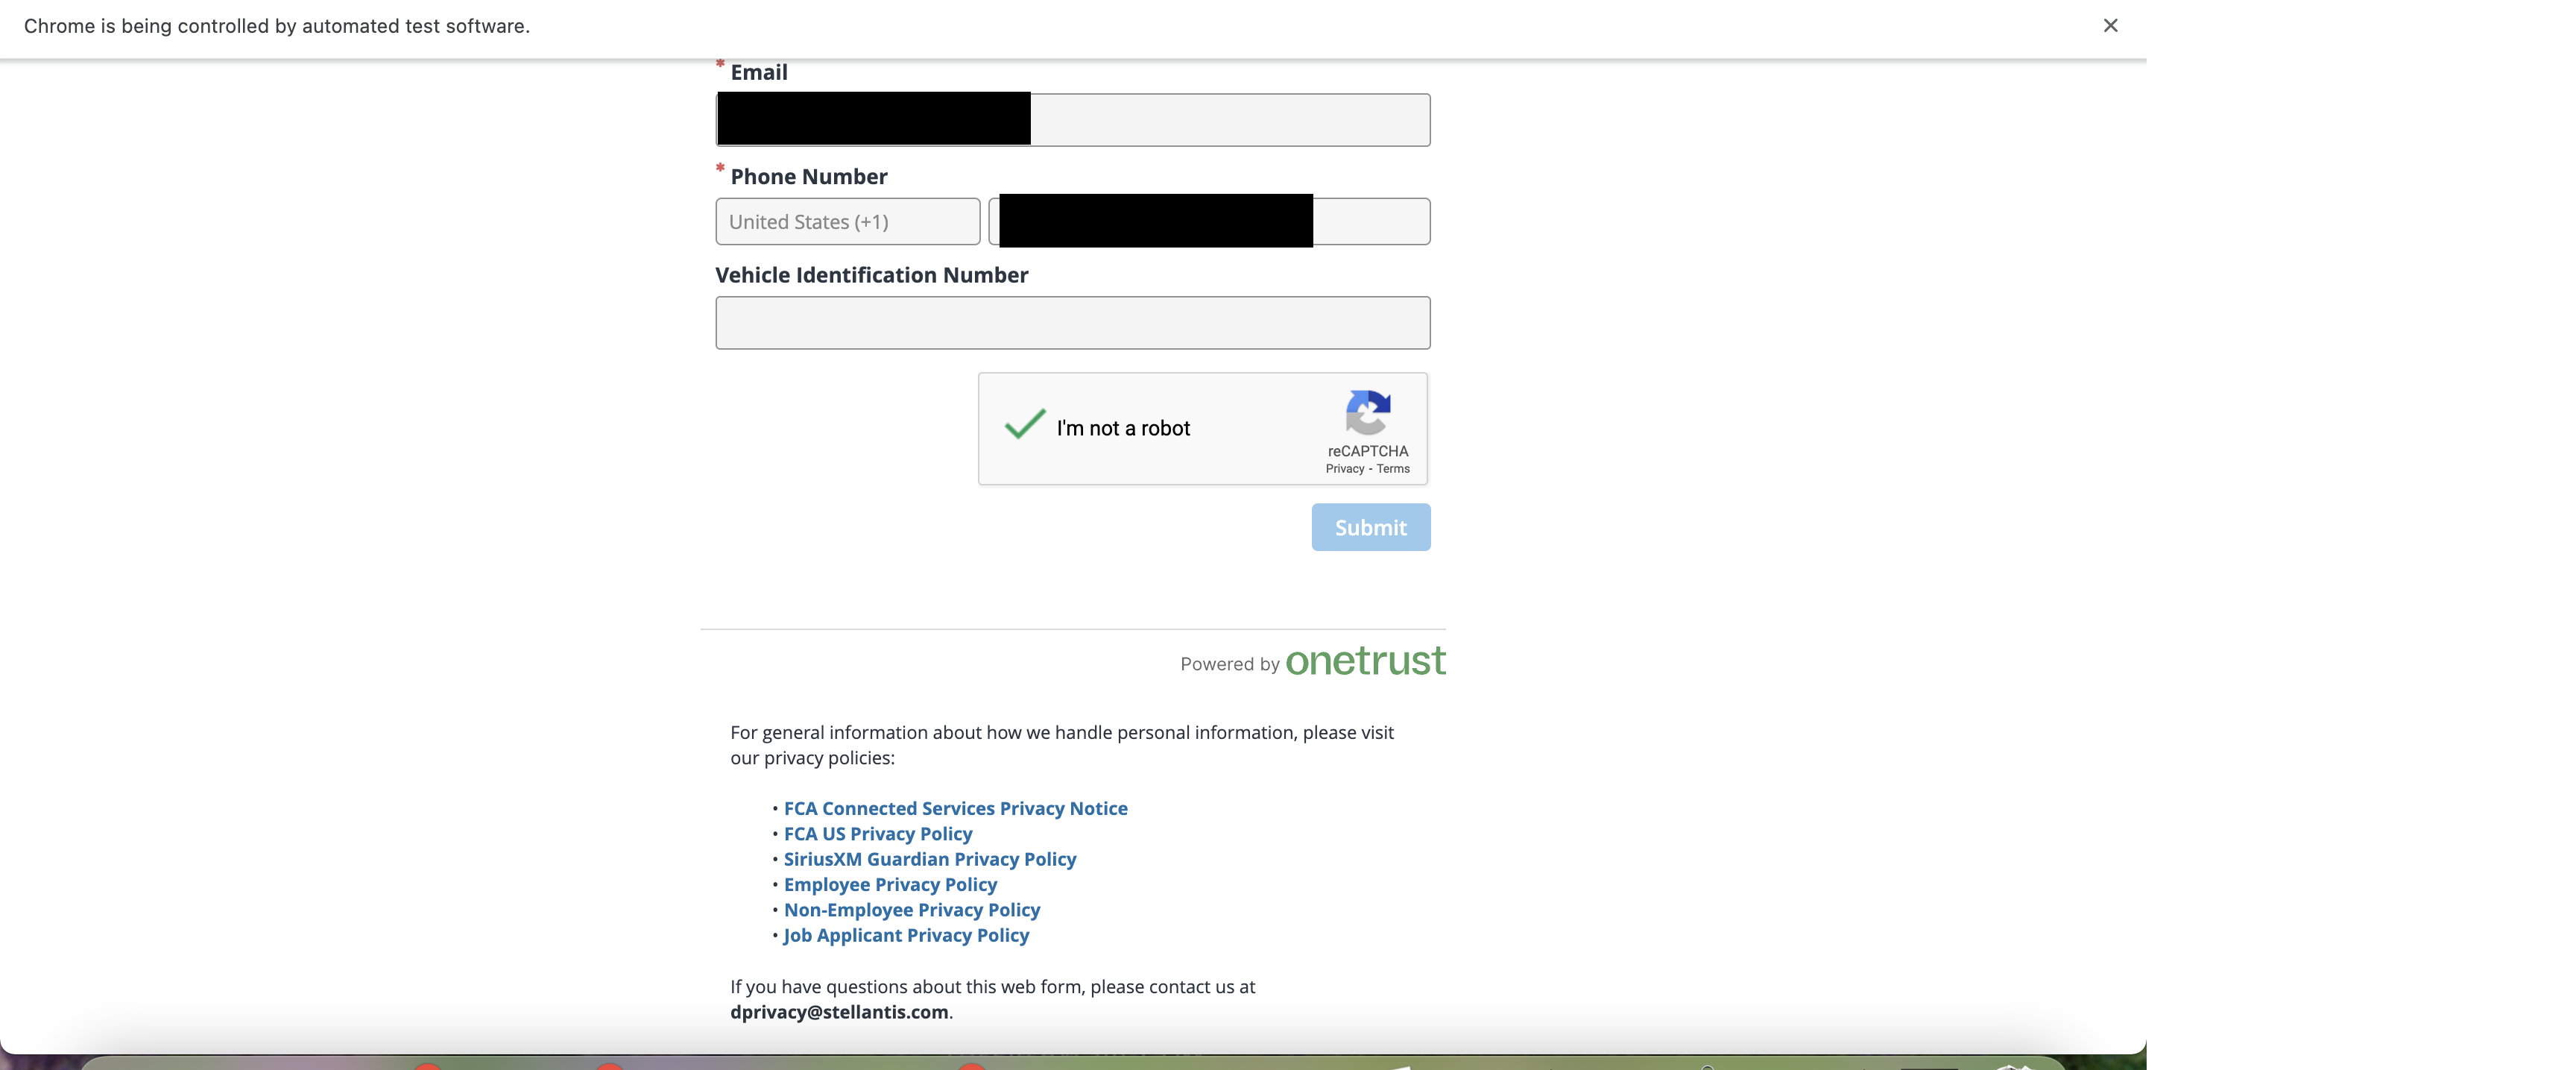 Chrome is being controlled by automated test software.
* Email
* Phone Number
United States (+1)
Vehicle Identification Number
I'm not a robot
reCAPTCHA
Privacy - Terms
Submit
Powered by onetrust
For general information about how we handle personal information, please visit
our privacy policies:
• FCA Connected Services Privacy Notice
• FCA US Privacy Policy
• SiriusXM Guardian Privacy Policy
• Employee Privacy Policy
• Non-Employee Privacy Policy
• Job Applicant Privacy Policy
If you have questions about this web form, please contact us at
dprivacy@stellantis.com.